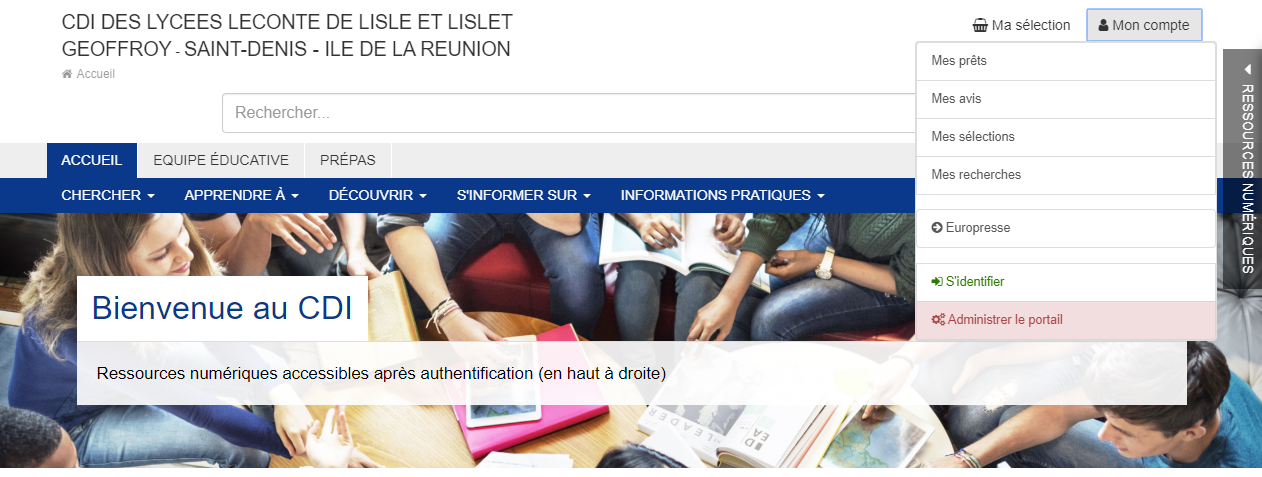 CDI DES LYCEES LECONTE DE LISLE ET LISLET
GEOFFROY - SAINT-DENIS - ILE DE LA REUNION
Accueil
Ma sélection
Mon compte
Mes prêts
Mes avis
Mes sélections
Mes recherches
Europresse
S'identifier
Administrer le portail
RESSOURCES NUMÉRIQUES
Rechercher...
ACCUEIL
EQUIPE ÉDUCATIVE
PRÉPAS
CHERCHER
APPRENDRE À
DÉCOUVRIR
S'INFORMER SUR
INFORMATIONS PRATIQUES
Bienvenue au CDI
Ressources numériques accessibles après authentification (en haut à droite)
LEADER